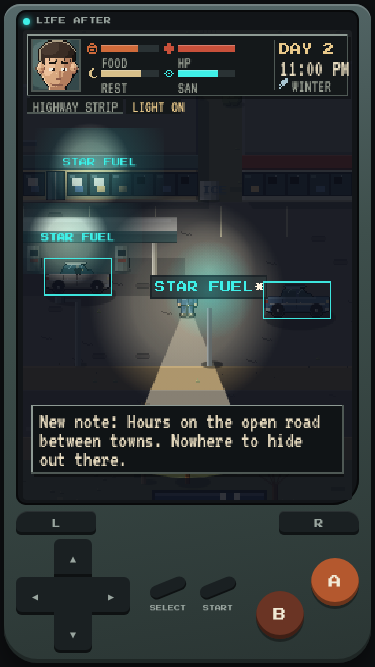 LIFE AFTER
FOOD
HP
REST
SAN
DAY 2
11:00 PM
WINTER
HIGHWAY STRIP
LIGHT ON
STAR FUEL
STAR FUEL
STAR FUEL
New note: Hours on the open road
between towns. Nowhere to hide
out there.
L
R
SELECT
START
B
A